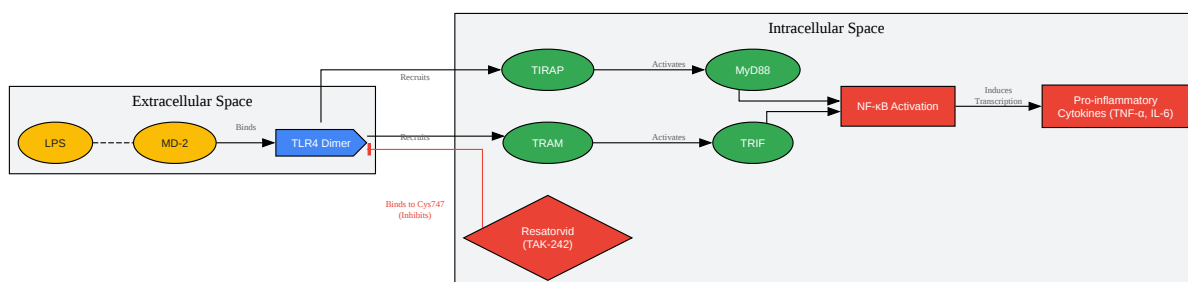 Intracellular Space
TIRAP
Activates
MyD88
Recruits
Extracellular Space
Induces
Transcription
NF-κB Activation
Pro-inflammatory
Cytokines (TNF-α, IL-6)
LPS
MD-2
Binds
TLR4 Dimer
Recruits
TRAM
Activates
TRIF
Binds to Cys747
(Inhibits)
Resatorvid
(TAK-242)